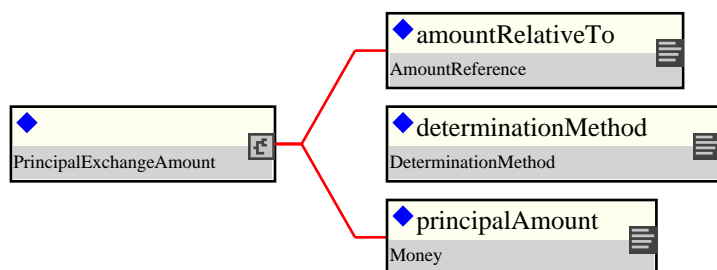 amountRelativeTo
AmountReference
PrincipalExchangeAmount
determinationMethod
DeterminationMethod
principalAmount
Money